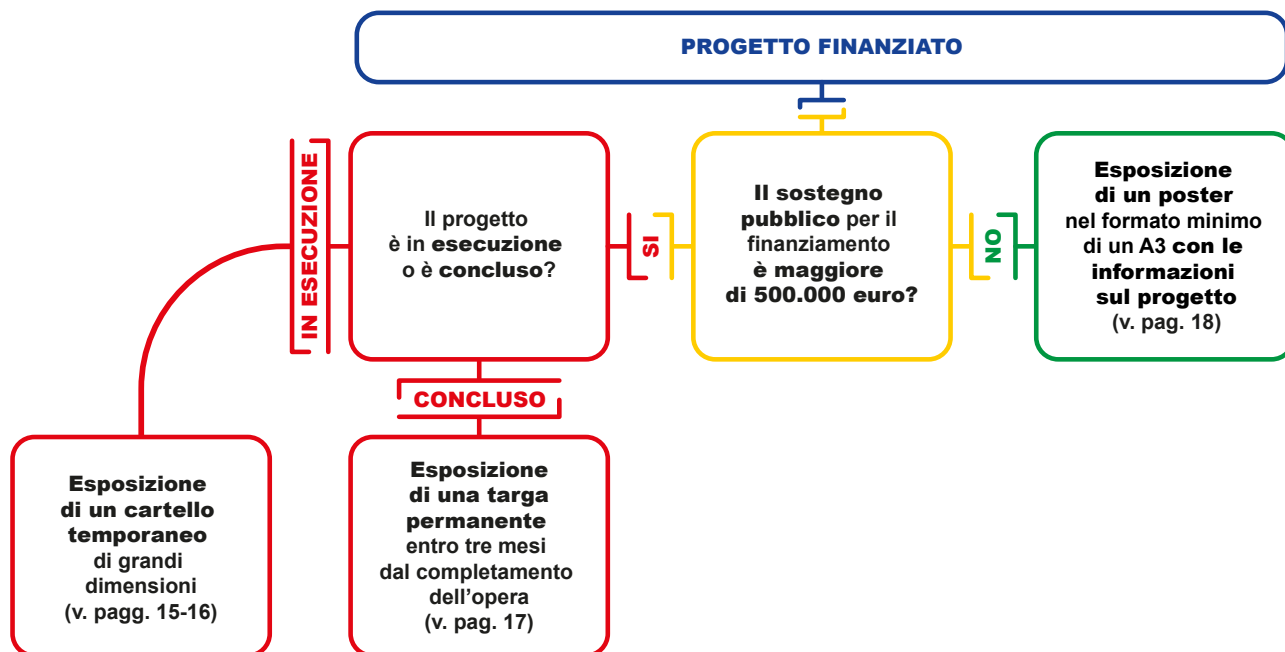 PROGETTO FINANZIATO
IN ESECUZIONE
Il progetto
è in esecuzione
o è concluso?
SI
Il sostegno
pubblico per il
finanziamento
è maggiore
di 500.000 euro?
NO
Esposizione
di un poster
nel formato minimo
di un A3 con le
informazioni
sul progetto
(v. pag. 18)
CONCLUSO
Esposizione
di un cartello
temporaneo
di grandi
dimensioni
(v. pagg. 15-16)
Esposizione
di una targa
permanente
entro tre mesi
dal completamento
dell’opera
(v. pag. 17)